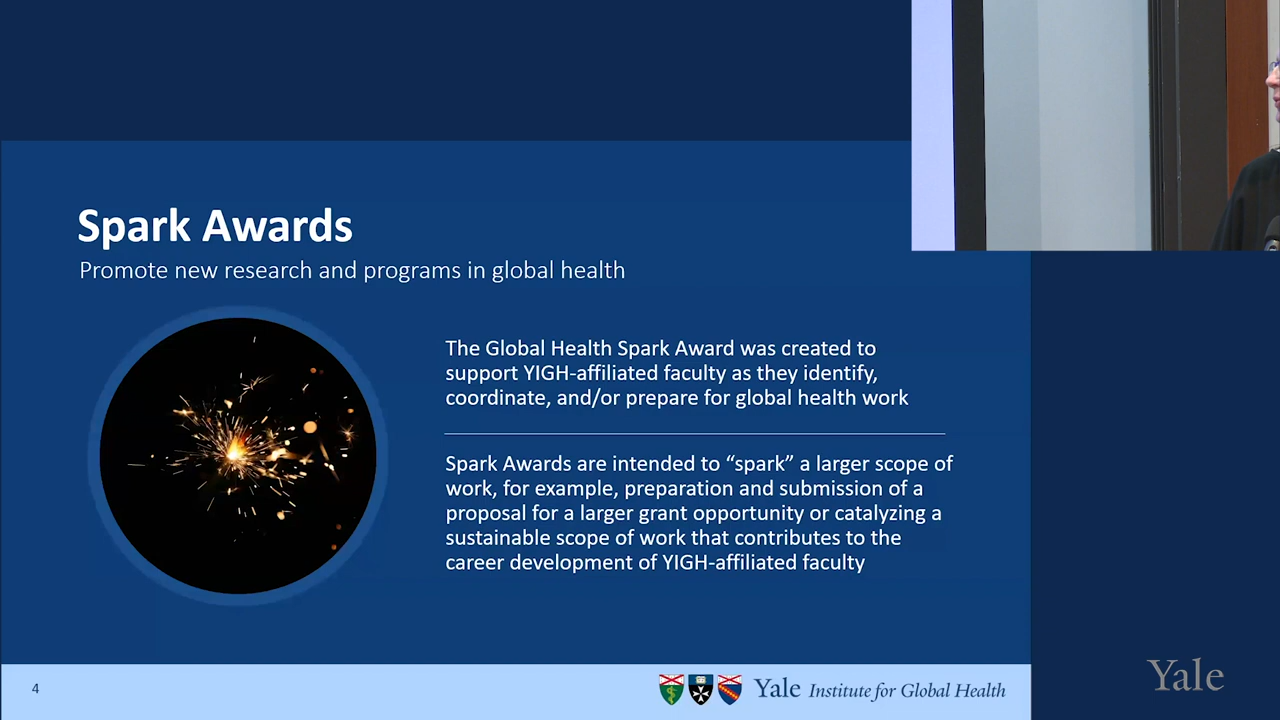 Spark Awards
Promote new research and programs in global health
The Global Health Spark Award was created to
support YIGH-affiliated faculty as they identify,
coordinate, and/or prepare for global health work
Spark Awards are intended to “spark” a larger scope of
work, for example, preparation and submission of a
proposal for a larger grant opportunity or catalyzing a
sustainable scope of work that contributes to the
career development of YIGH-affiliated faculty
4
Yale Institute for Global Health
Yale